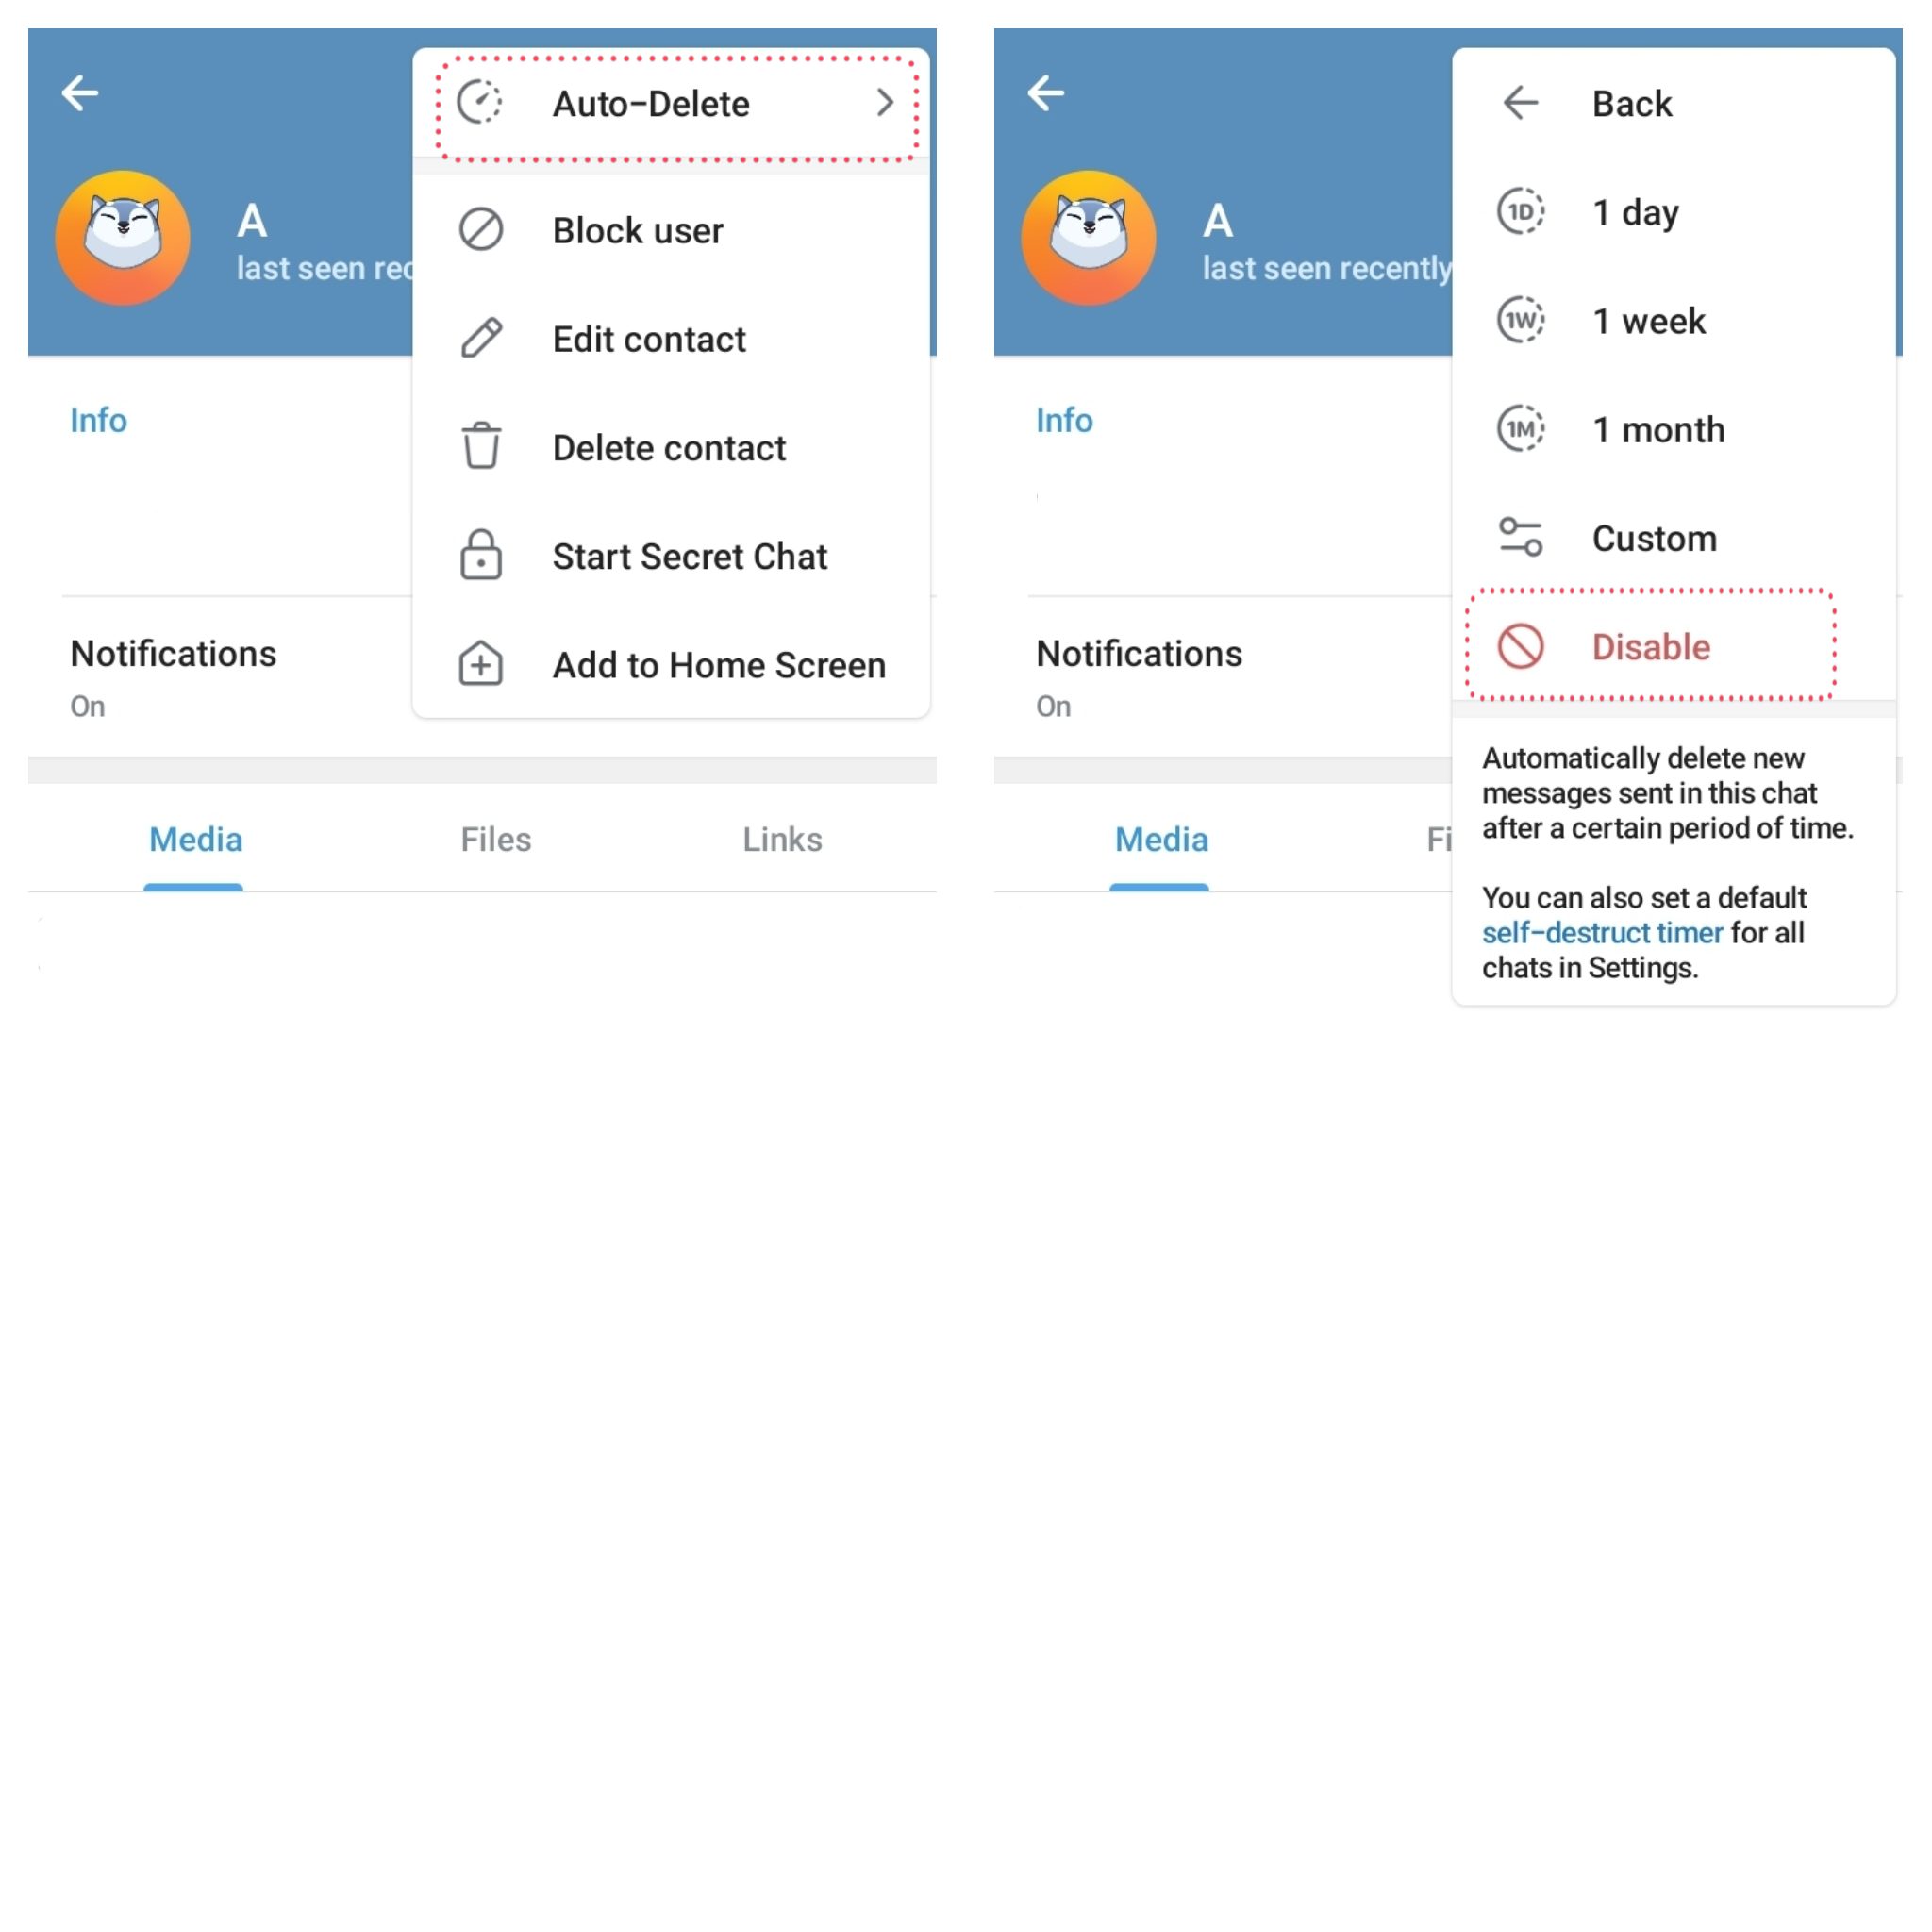 Auto-Delete
A
last seen rec
Block user
Edit contact
Info
Delete contact
Start Secret Chat
Notifications
On
Add to Home Screen
Media Files Links
Back
1D 1 day
A
last seen recently
1W 1 week
Info
1M 1 month
Custom
Notifications
On
Disable
Automatically delete new
messages sent in this chat
after a certain period of time.
Media Fi
You can also set a default
self-destruct timer for all
chats in Settings.